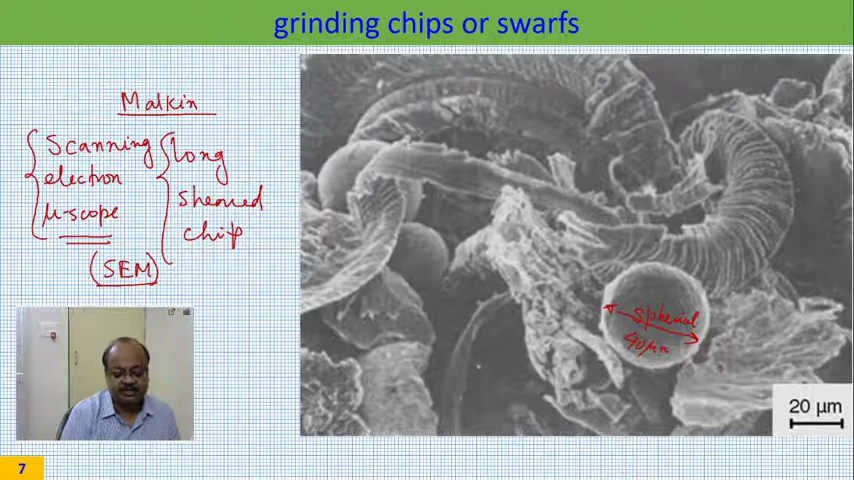 grinding chips or swarfs
Malkin
Scanning
electron
μ-scope
(SEM)
long
sheared
chip
spherical
40μm
20 μm
7